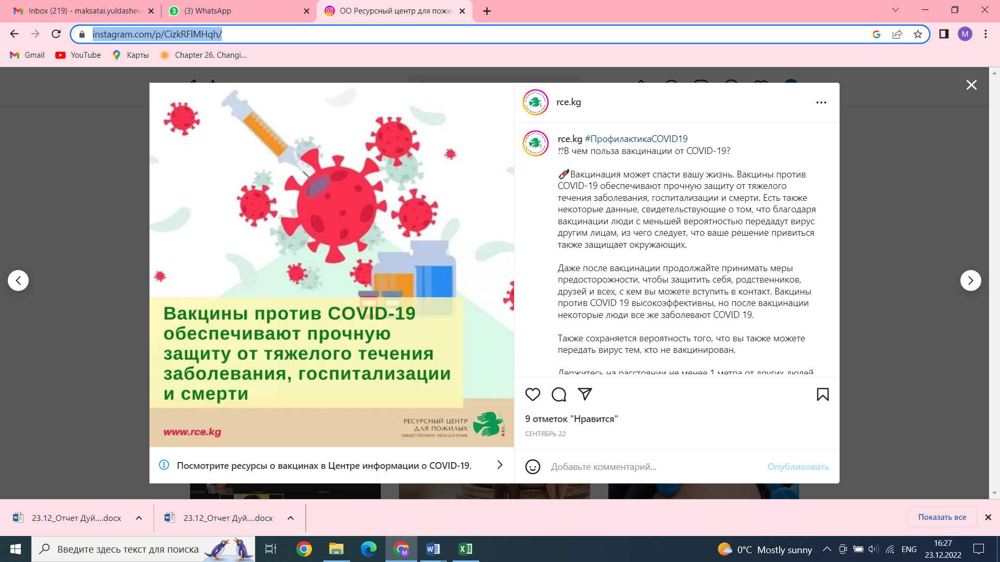 Inbox (219) - maksatai.yuldasheva
(3) WhatsApp
ОО Ресурсный центр для пожил
instagram.com/p/CizkRFlMHqh/
M
Gmail
YouTube
Карты
Chapter 26. Changi...
rce.kg
rce.kg #ПрофилактикаCOVID19
⁉В чем польза вакцинации от COVID-19?
Вакцинация может спасти вашу жизнь. Вакцины против
COVID-19 обеспечивают прочную защиту от тяжелого
течения заболевания, госпитализации и смерти. Есть также
некоторые данные, свидетельствующие о том, что благодаря
вакцинации люди с меньшей вероятностью передадут вирус
другим лицам, из чего следует, что ваше решение привиться
также защищает окружающих.
Даже после вакцинации продолжайте принимать меры
предосторожности, чтобы защитить себя, родственников,
друзей и всех, с кем вы можете вступить в контакт. Вакцины
против COVID 19 высокоэффективны, но после вакцинации
некоторые люди все же заболевают COVID 19.
Также сохраняется вероятность того, что вы также можете
передать вирус тем, кто не вакцинирован.
Держитесь на расстоянии не менее 1 метра от других людей
Вакцины против COVID-19
обеспечивают прочную
защиту от тяжелого течения
заболевания, госпитализации
и смерти
www.rce.kg
РЕСУРСНЫЙ ЦЕНТР
ДЛЯ ПОЖИЛЫХ
ОБЩЕСТВЕННОЕ ОБЪЕДИНЕНИЕ
Посмотрите ресурсы о вакцинах в Центре информации о COVID-19.
9 отметок "Нравится"
СЕНТЯБРЬ 22
Добавьте комментарий...
Опубликовать
23.12_Отчет Дуй....docx
23.12_Отчет Дуй....docx
Показать все
Введите здесь текст для поиска
0°C Mostly sunny
ENG
16:27
23.12.2022